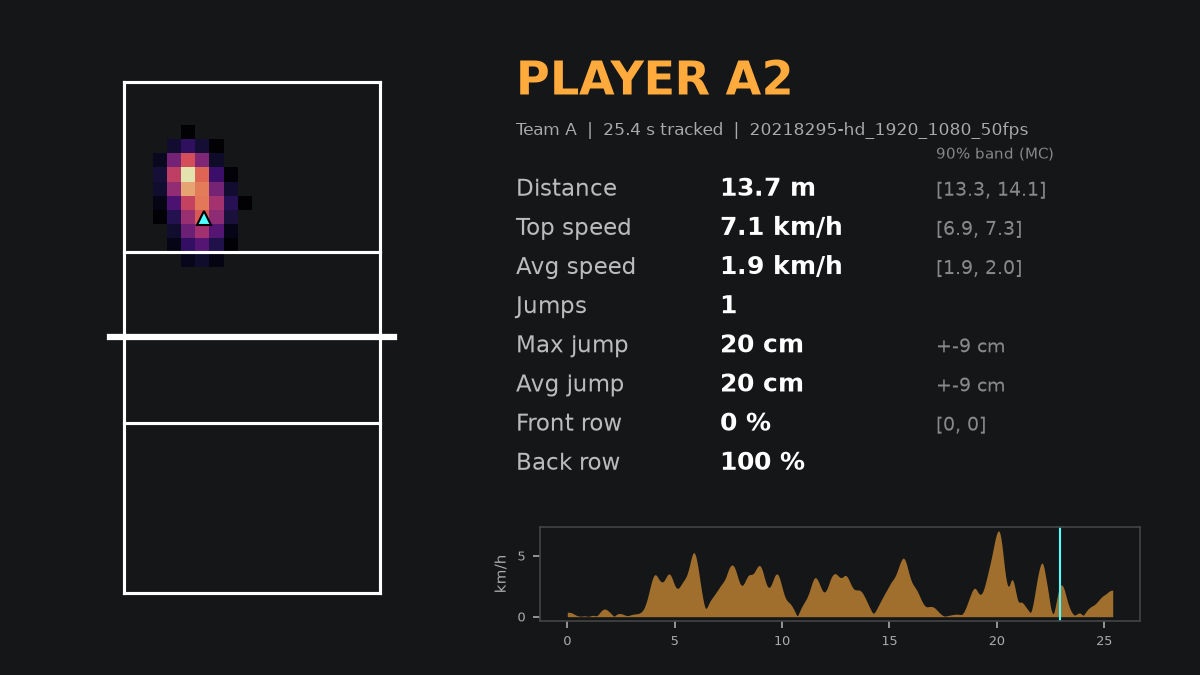 PLAYER A2
Team A | 25.4 s tracked | 20218295-hd_1920_1080_50fps
90% band (MC)
Distance 13.7 m [13.3, 14.1]
Top speed 7.1 km/h [6.9, 7.3]
Avg speed 1.9 km/h [1.9, 2.0]
Jumps 1
Max jump 20 cm +-9 cm
Avg jump 20 cm +-9 cm
Front row 0 % [0, 0]
Back row 100 %
km/h
5
0
0 5 10 15 20 25